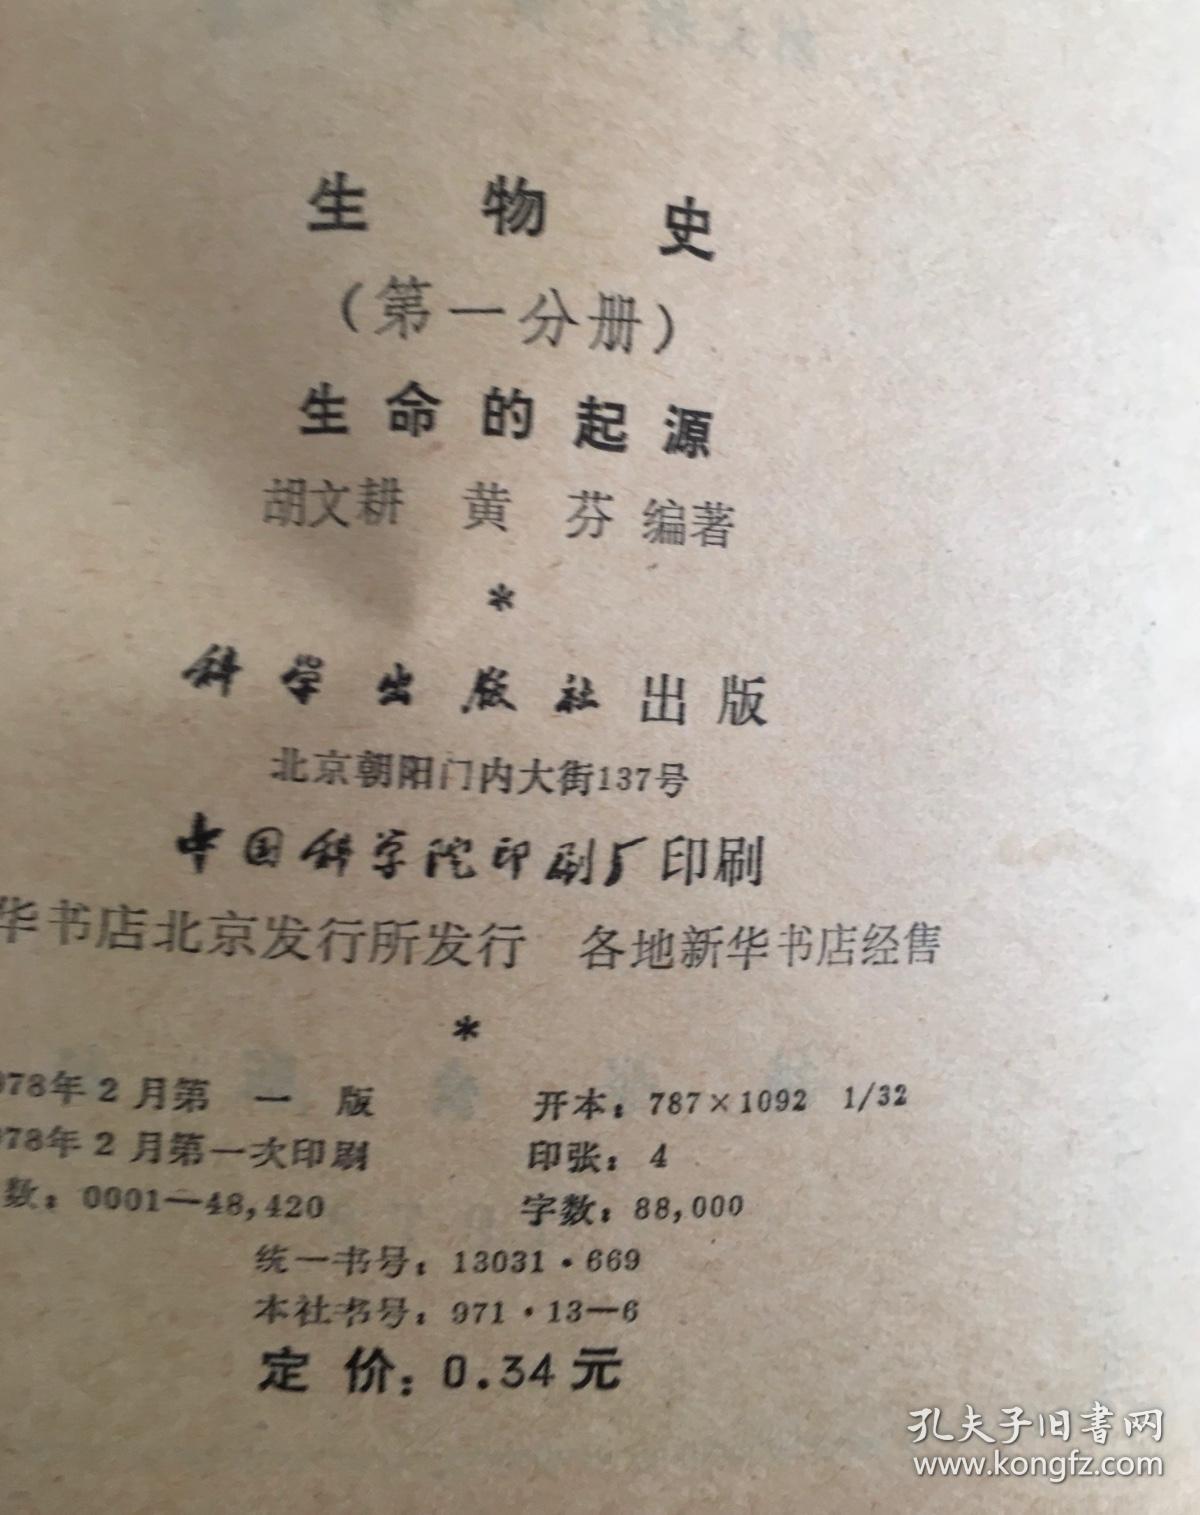 生物史
(第一分册)
生命的起源
胡文耕 黄芬 编著
*
科学出版社出版
北京朝阳门内大街137号
中国科学院印刷厂印刷
华书店北京发行所发行 各地新华书店经售
*
978年2月第一版 开本:787×1092 1/32
978年2月第一次印刷 印张:4
数:0001—48,420 字数:88,000
统一书号:13031·669
本社书号:971·13—6
定价:0.34元
孔夫子旧书网
www.kongfz.com